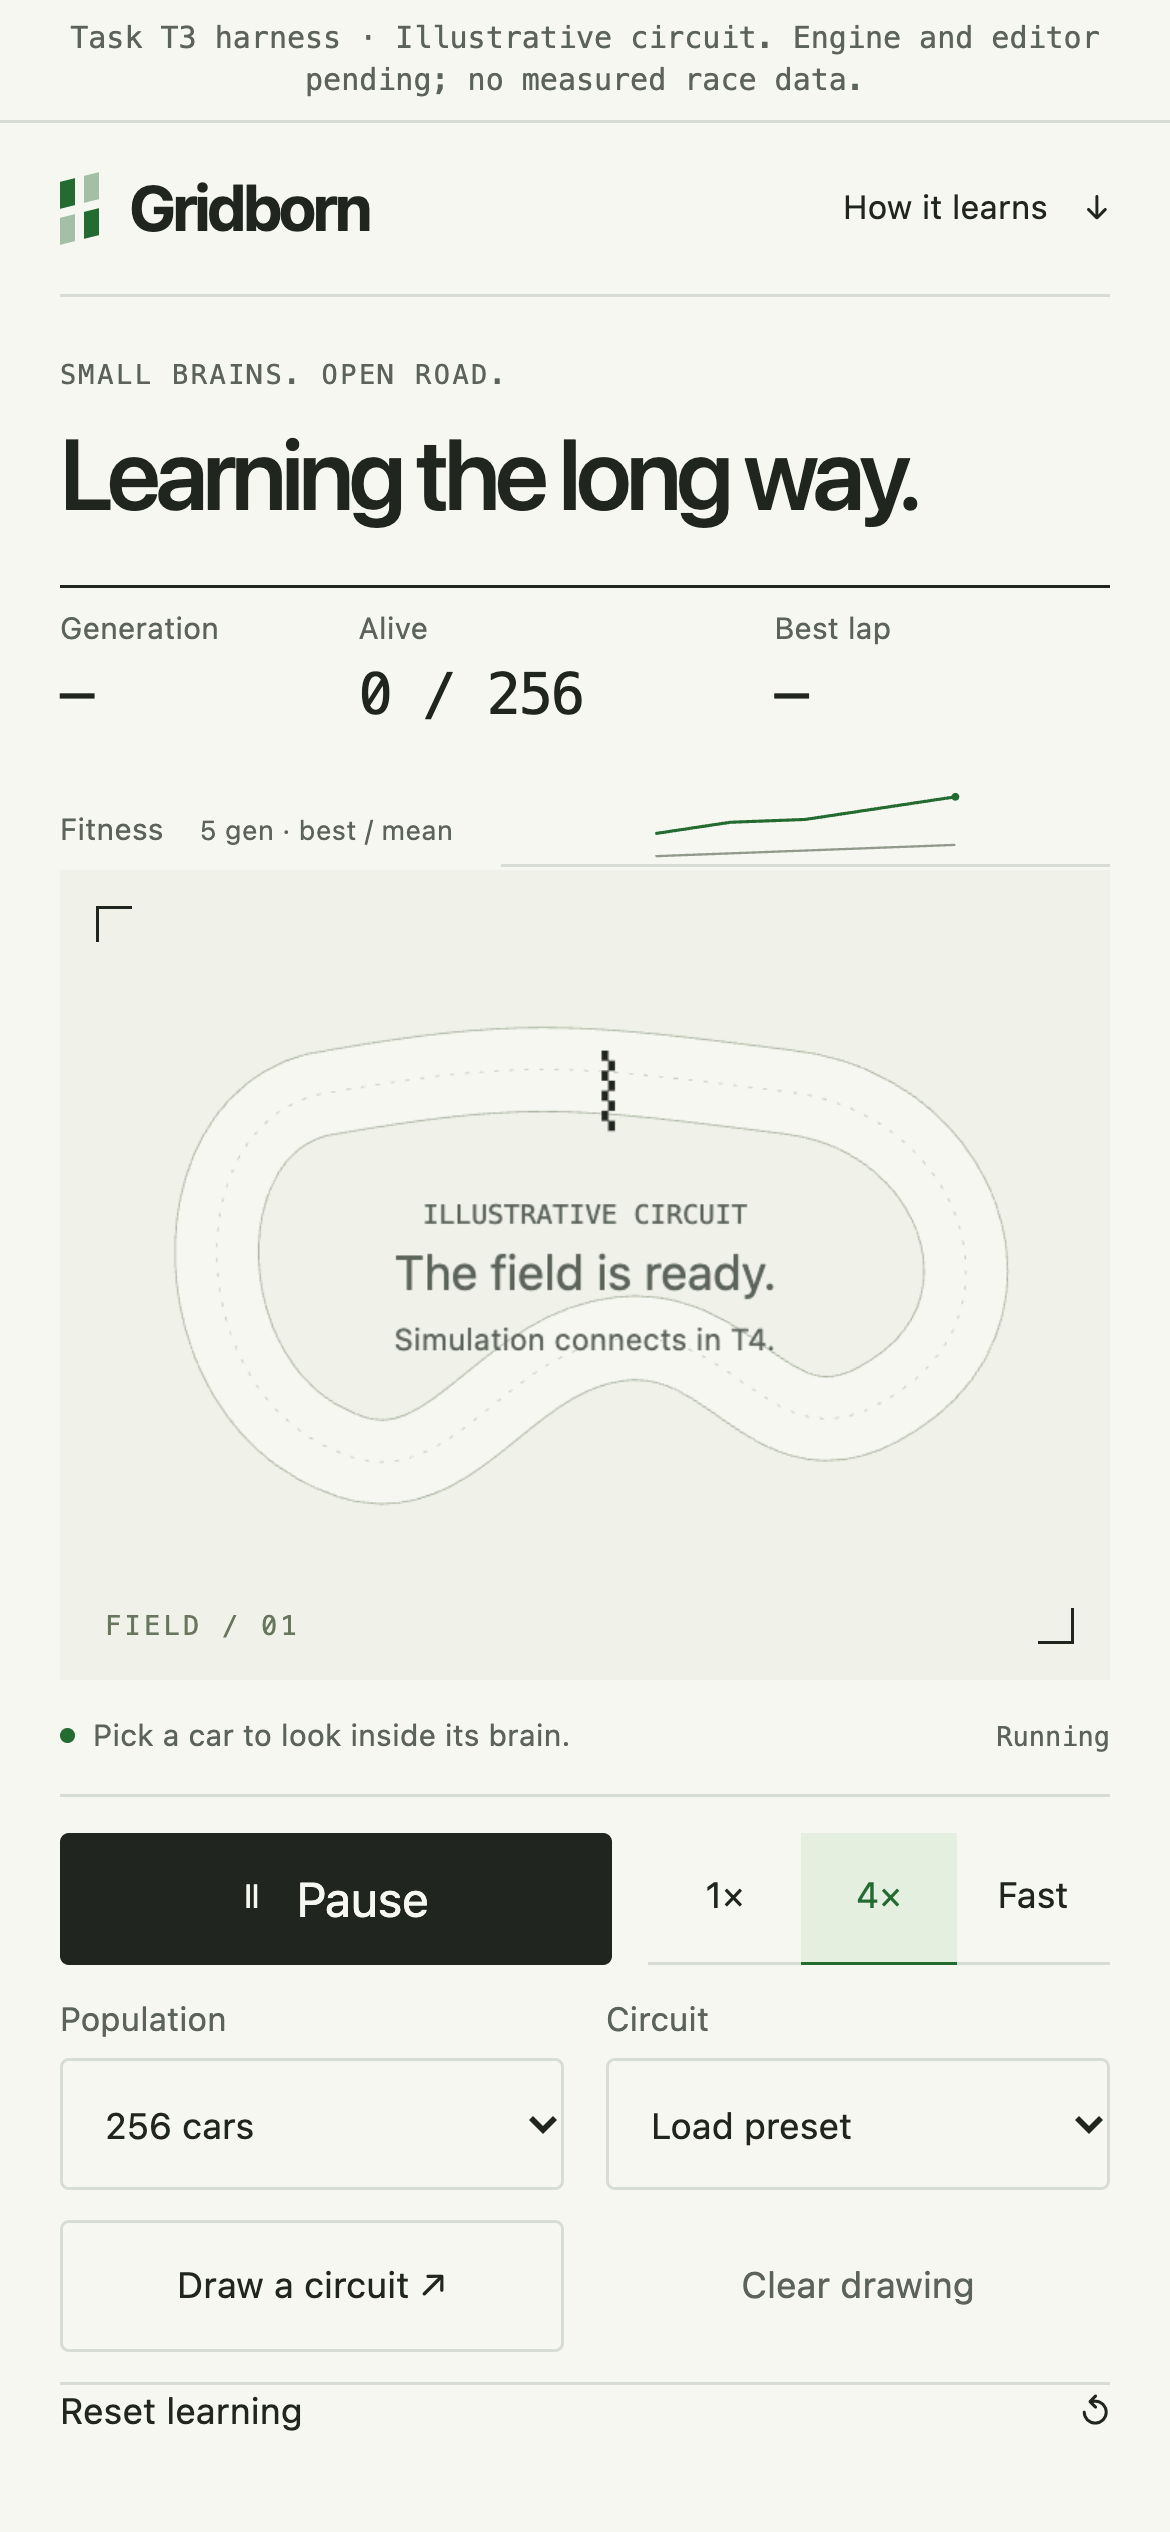 Task T3 harness · Illustrative circuit. Engine and editor
pending; no measured race data.
Gridborn
How it learns ↓
SMALL BRAINS. OPEN ROAD.
Learning the long way.
Generation Alive Best lap
— 0 / 256 —
Fitness 5 gen · best / mean
ILLUSTRATIVE CIRCUIT
The field is ready.
Simulation connects in T4.
FIELD / 01
Pick a car to look inside its brain. Running
Pause 1× 4× Fast
Population Circuit
256 cars Load preset
Draw a circuit ↗ Clear drawing
Reset learning